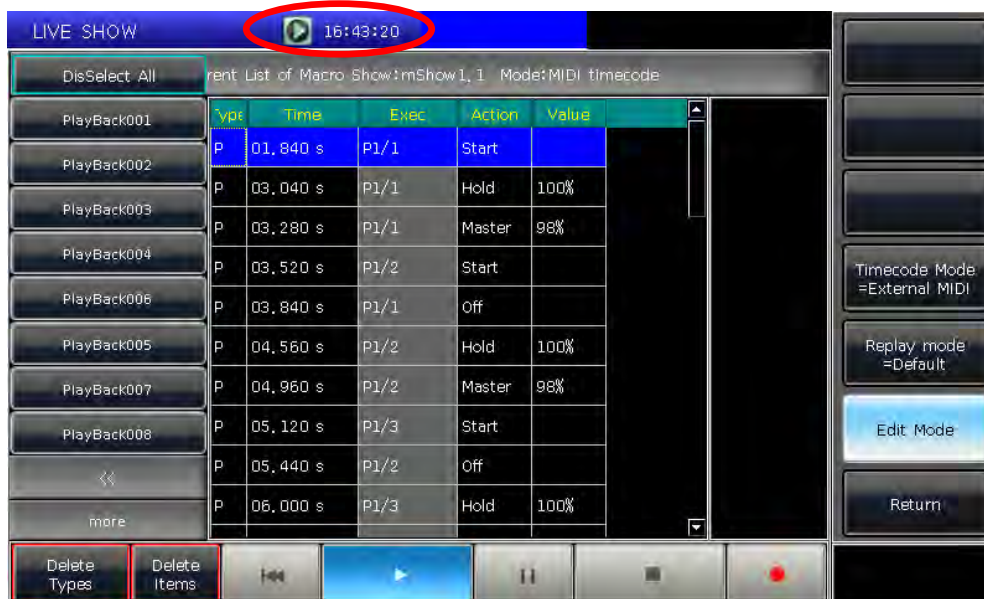 LIVE SHOW
16:43:20
DisSelect All
rent List of Macro Show:mShow1, 1 Mode:MIDI timecode
PlayBack001
PlayBack002
PlayBack003
PlayBack004
PlayBack006
PlayBack005
PlayBack007
PlayBack008
<<
more
Type Time Exec Action Value
P 01.840 s P1/1 Start
P 03.040 s P1/1 Hold 100%
P 03.280 s P1/1 Master 98%
P 03.520 s P1/2 Start
P 03.840 s P1/1 Off
P 04.560 s P1/2 Hold 100%
P 04.960 s P1/2 Master 98%
P 05.120 s P1/3 Start
P 05.440 s P1/2 Off
P 06.000 s P1/3 Hold 100%
Timecode Mode
=External MIDI
Replay mode
=Default
Edit Mode
Return
Delete
Types
Delete
Items